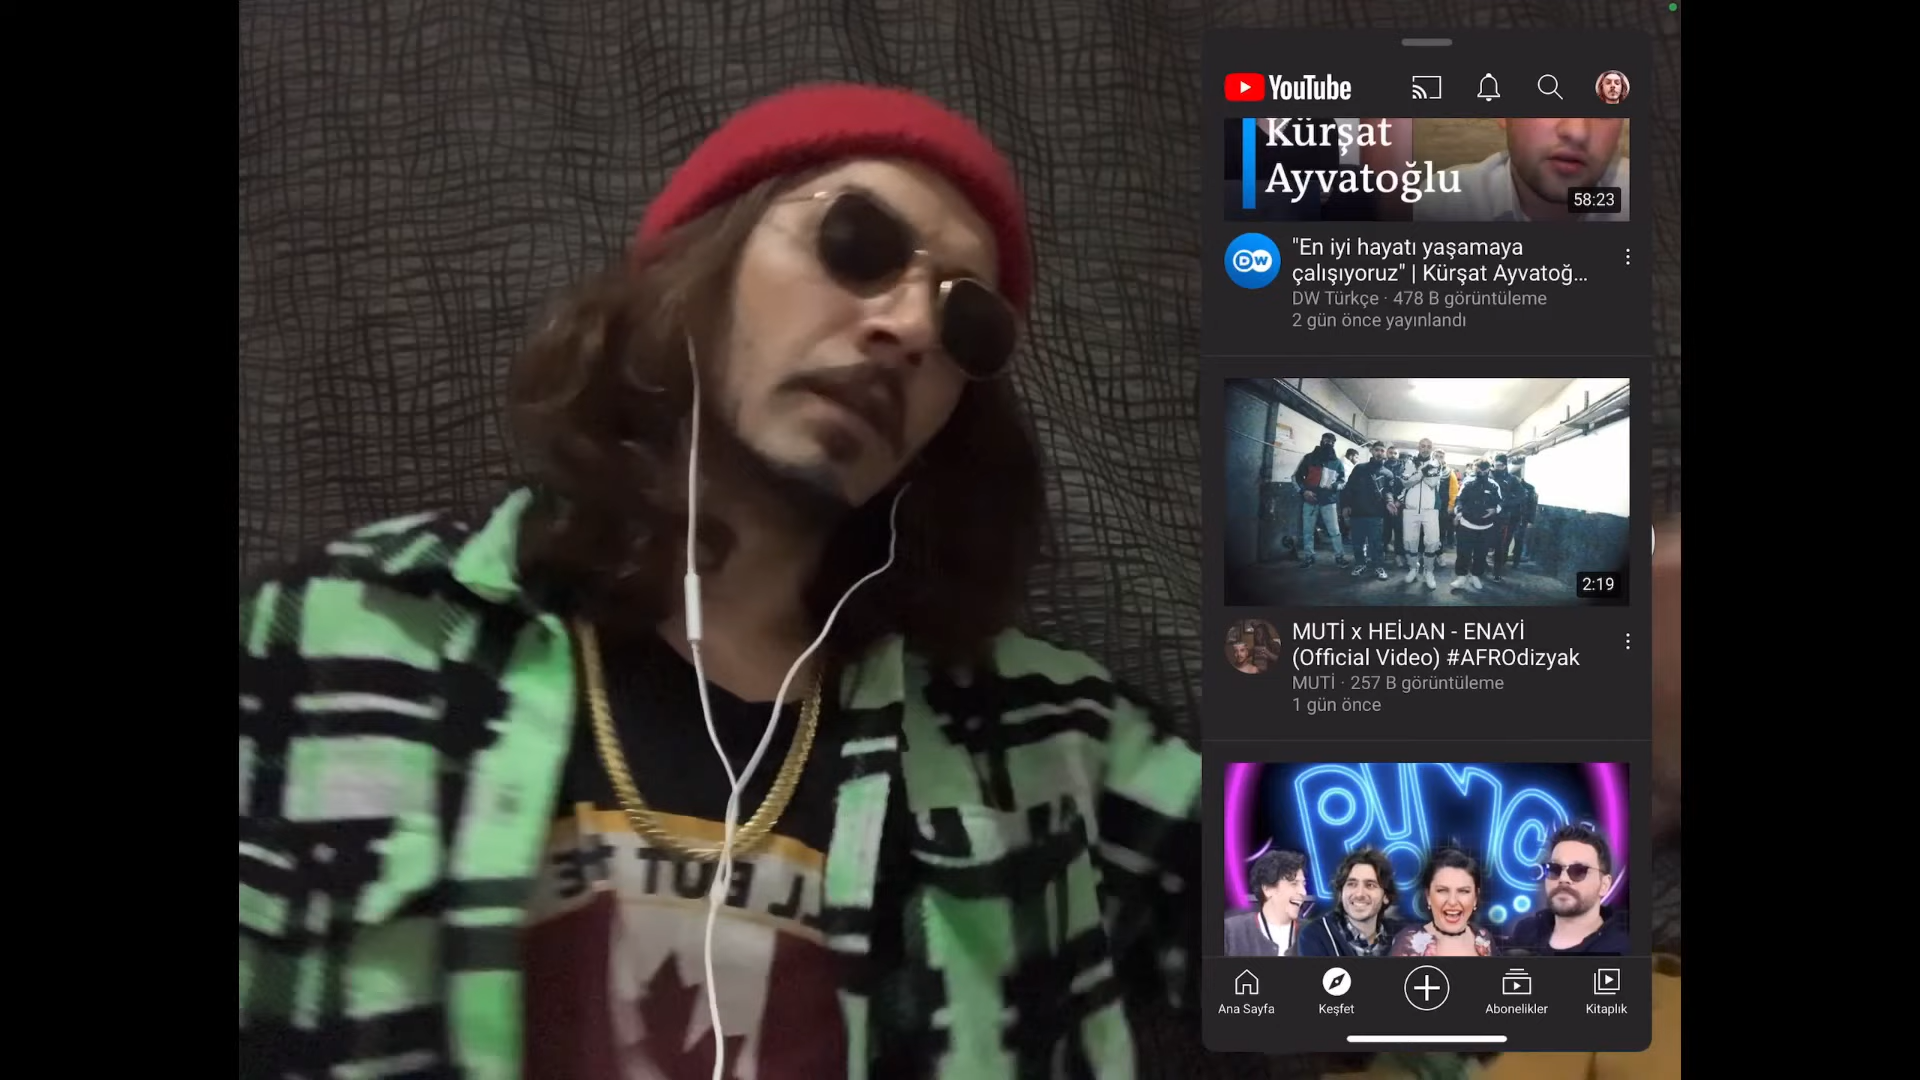 YouTube
Kürşat
Ayvatoğlu
58:23
DW
"En iyi hayatı yaşamaya
çalışıyoruz" | Kürşat Ayvatoğ...
DW Türkçe · 478 B görüntüleme
2 gün önce yayınlandı
2:19
MUTİ x HEİJAN - ENAYİ
(Official Video) #AFROdizyak
MUTİ · 257 B görüntüleme
1 gün önce
Ana Sayfa
Keşfet
Abonelikler
Kitaplık